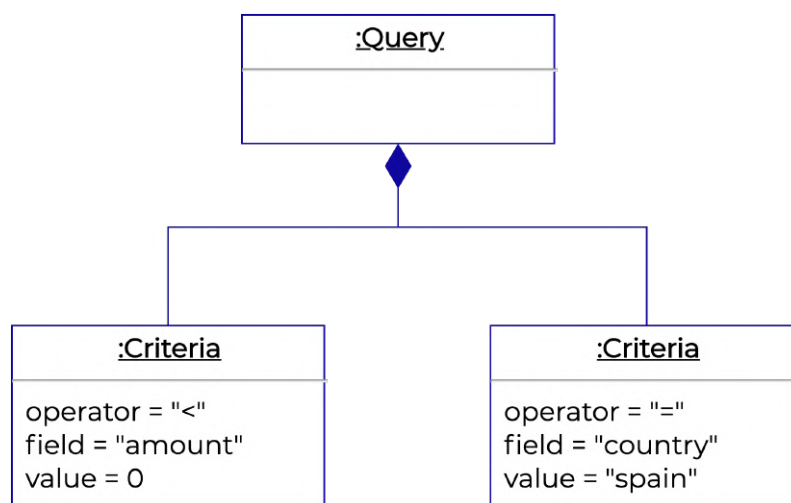 :Query
:Criteria
operator = "<"
field = "amount"
value = 0
:Criteria
operator = "="
field = "country"
value = "spain"